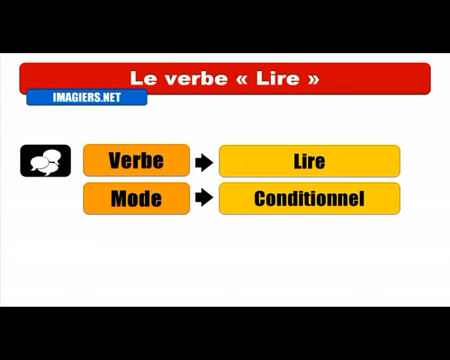 Le verbe « Lire »
IMAGIERS.NET
Verbe Lire
Mode Conditionnel